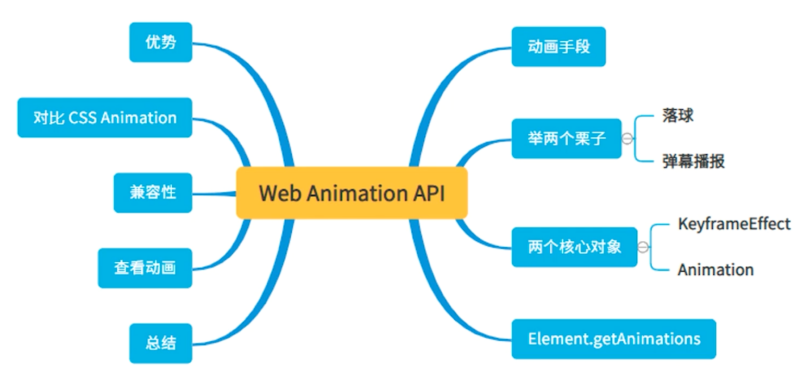 Web Animation API
动画手段
举两个栗子
落球
弹幕播报
两个核心对象
KeyframeEffect
Animation
Element.getAnimations
优势
对比 CSS Animation
兼容性
查看动画
总结